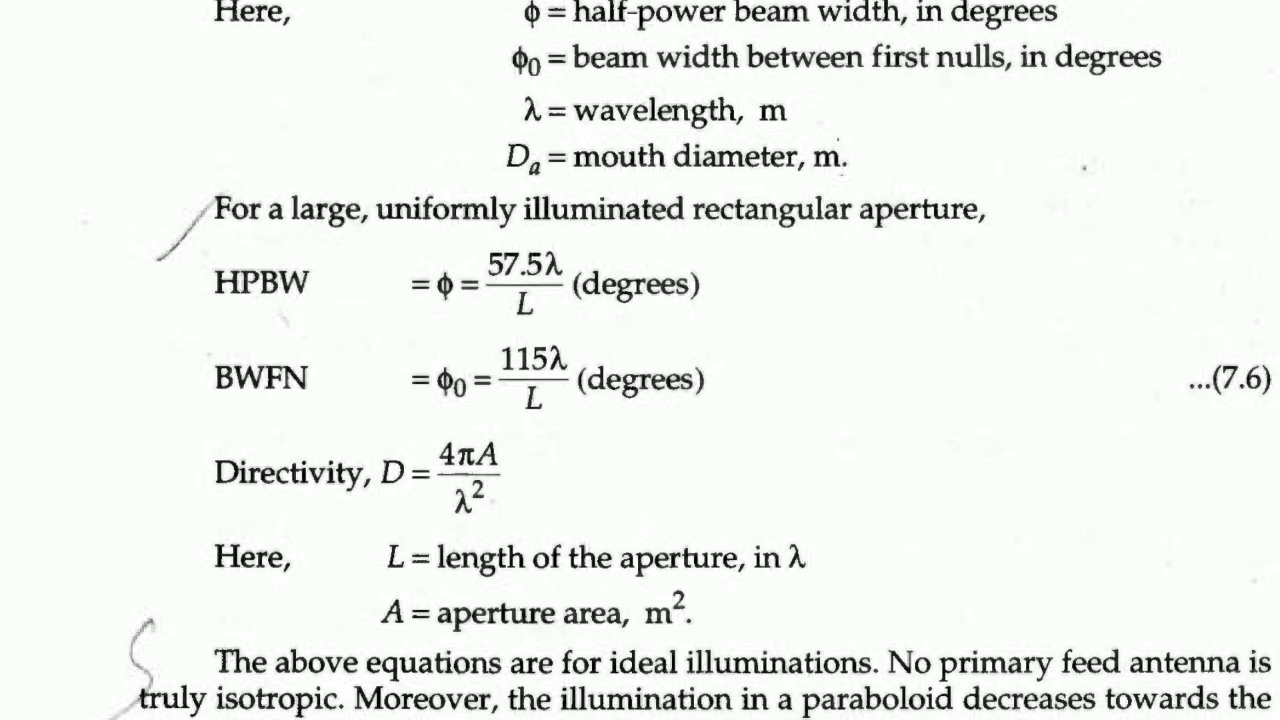 Here, ϕ = half-power beam width, in degrees
ϕ₀ = beam width between first nulls, in degrees
λ = wavelength, m
Dₐ = mouth diameter, m.
For a large, uniformly illuminated rectangular aperture,
HPBW = ϕ = 57.5λ/L (degrees)
BWFN = ϕ₀ = 115λ/L (degrees) ...(7.6)
Directivity, D = 4πA/λ²
Here, L = length of the aperture, in λ
A = aperture area, m².
The above equations are for ideal illuminations. No primary feed antenna is
truly isotropic. Moreover, the illumination in a paraboloid decreases towards the